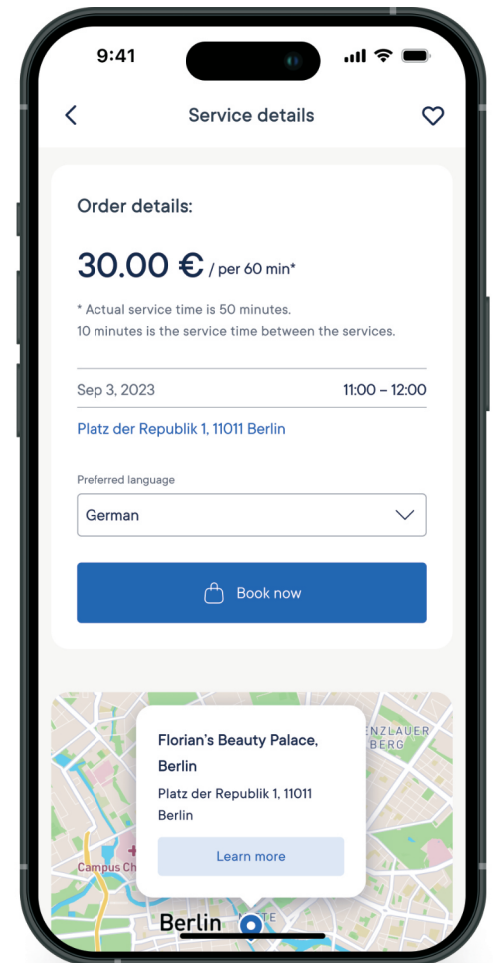 9:41
Service details
Order details:
30.00 € / per 60 min*
* Actual service time is 50 minutes.
10 minutes is the service time between the services.
Sep 3, 2023 11:00 – 12:00
Platz der Republik 1, 11011 Berlin
Preferred language
German
Book now
Florian's Beauty Palace,
Berlin
Platz der Republik 1, 11011
Berlin
Learn more
ENZLAUER
BERG
Campus Ch
Berlin